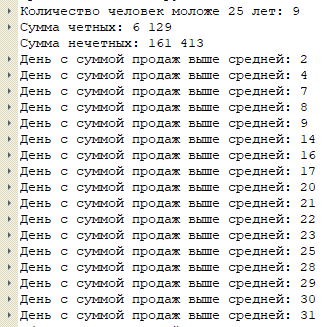 Количество человек моложе 25 лет: 9
Сумма четных: 6 129
Сумма нечетных: 161 413
День с суммой продаж выше средней: 2
День с суммой продаж выше средней: 4
День с суммой продаж выше средней: 7
День с суммой продаж выше средней: 8
День с суммой продаж выше средней: 9
День с суммой продаж выше средней: 14
День с суммой продаж выше средней: 16
День с суммой продаж выше средней: 17
День с суммой продаж выше средней: 20
День с суммой продаж выше средней: 21
День с суммой продаж выше средней: 22
День с суммой продаж выше средней: 23
День с суммой продаж выше средней: 25
День с суммой продаж выше средней: 28
День с суммой продаж выше средней: 29
День с суммой продаж выше средней: 30
День с суммой продаж выше средней: 31